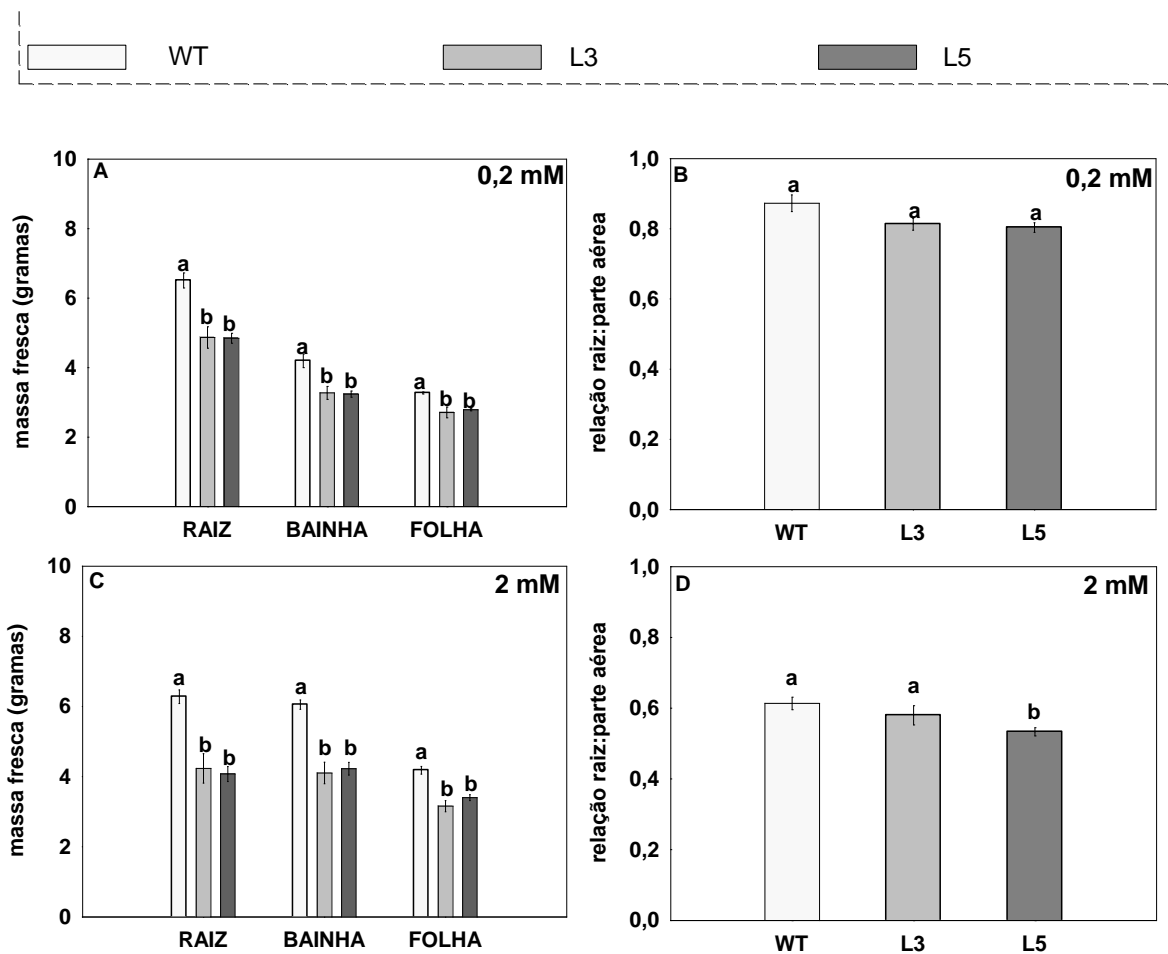 WT L3 L5
A 0,2 mM
massa fresca (gramas)
10
8
6
4
2
0
a b b a b b a b b
RAIZ BAINHA FOLHA
B 0,2 mM
relação raiz:parte aérea
1,0
0,8
0,6
0,4
0,2
0,0
a a a
WT L3 L5
C 2 mM
massa fresca (gramas)
10
8
6
4
2
0
a b b a b b a b b
RAIZ BAINHA FOLHA
D 2 mM
relação raiz:parte aérea
1,0
0,8
0,6
0,4
0,2
0,0
a a b
WT L3 L5